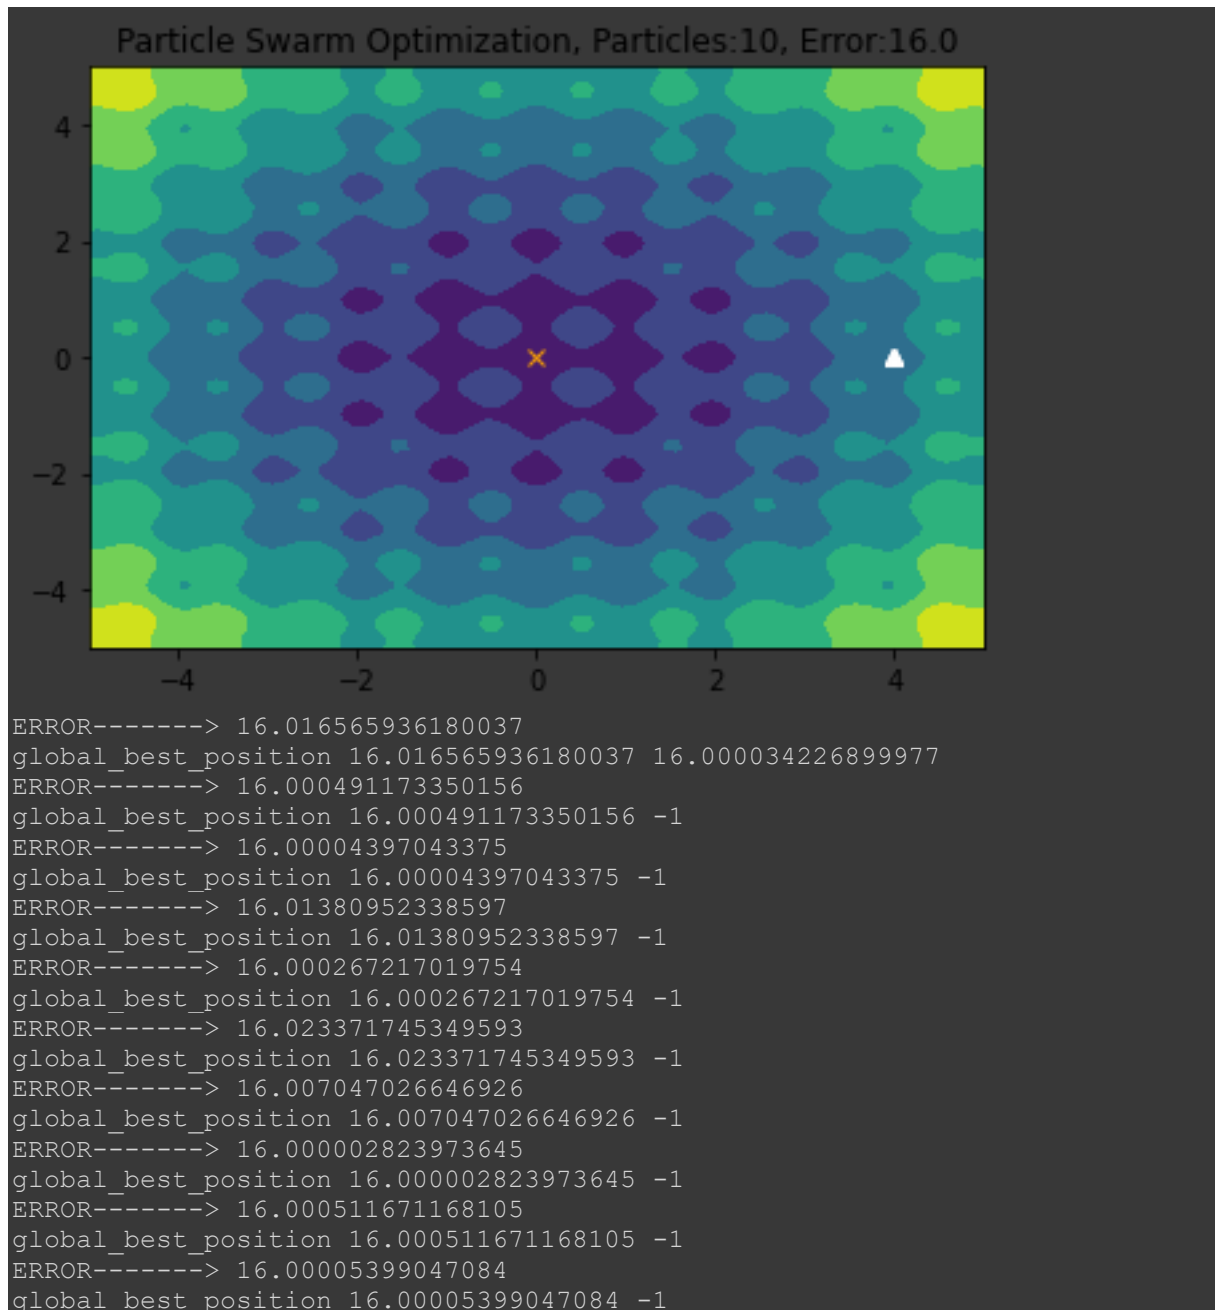 Particle Swarm Optimization, Particles:10, Error:16.0
4
2
0
−2
−4
−4 −2 0 2 4
ERROR-------> 16.016565936180037
global_best_position 16.016565936180037 16.000034226899977
ERROR-------> 16.000491173350156
global_best_position 16.000491173350156 -1
ERROR-------> 16.00004397043375
global_best_position 16.00004397043375 -1
ERROR-------> 16.01380952338597
global_best_position 16.01380952338597 -1
ERROR-------> 16.000267217019754
global_best_position 16.000267217019754 -1
ERROR-------> 16.023371745349593
global_best_position 16.023371745349593 -1
ERROR-------> 16.007047026646926
global_best_position 16.007047026646926 -1
ERROR-------> 16.000002823973645
global_best_position 16.000002823973645 -1
ERROR-------> 16.000511671168105
global_best_position 16.000511671168105 -1
ERROR-------> 16.00005399047084
global_best_position 16.00005399047084 -1